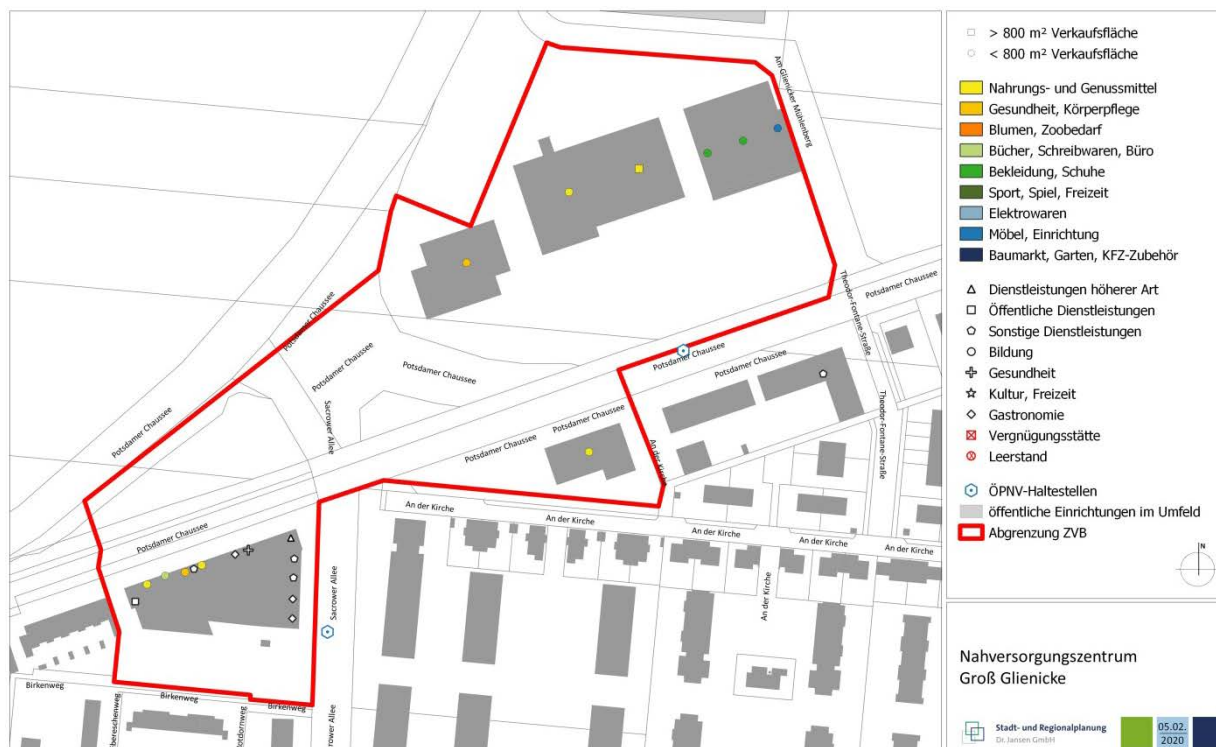 Am Glienicker Mühlenberg
Potsdamer Chaussee
Potsdamer Chaussee
Theodor-Fontane-Straße
Potsdamer Chaussee
Potsdamer Chaussee
Potsdamer Chaussee
Potsdamer Chaussee
Potsdamer Chaussee
Potsdamer Chaussee
Sacrower Allee
Potsdamer Chaussee
Potsdamer Chaussee
An der Kirche
Theodor-Fontane-Straße
An der Kirche
An der Kirche
An der Kirche
An der Kirche
An der Kirche
Potsdamer Chaussee
Sacrower Allee
An der Kirche
Birkenweg
Birkenweg
Birkenweg
> 800 m² Verkaufsfläche
< 800 m² Verkaufsfläche
Nahrungs- und Genussmittel
Gesundheit, Körperpflege
Blumen, Zoobedarf
Bücher, Schreibwaren, Büro
Bekleidung, Schuhe
Sport, Spiel, Freizeit
Elektrowaren
Möbel, Einrichtung
Baumarkt, Garten, KFZ-Zubehör
Dienstleistungen höherer Art
Öffentliche Dienstleistungen
Sonstige Dienstleistungen
Bildung
Gesundheit
Kultur, Freizeit
Gastronomie
Vergnügungsstätte
Leerstand
ÖPNV-Haltestellen
öffentliche Einrichtungen im Umfeld
Abgrenzung ZVB
N
Nahversorgungszentrum
Groß Glienicke
Stadt- und Regionalplanung
Dr. Jansen GmbH
05.02.
2020